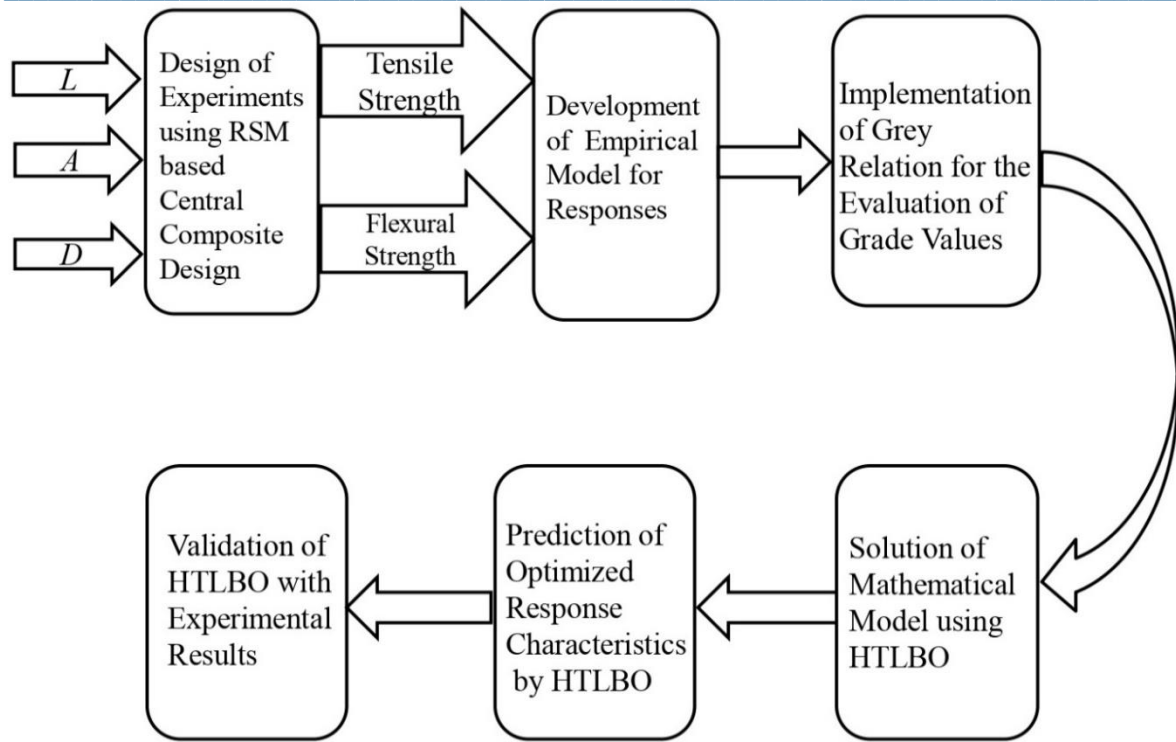 L
A
D
Design of
Experiments
using RSM
based
Central
Composite
Design
Tensile
Strength
Flexural
Strength
Development
of Empirical
Model for
Responses
Implementation
of Grey
Relation for the
Evaluation of
Grade Values
Solution of
Mathematical
Model using
HTLBO
Prediction of
Optimized
Response
Characteristics
by HTLBO
Validation of
HTLBO with
Experimental
Results